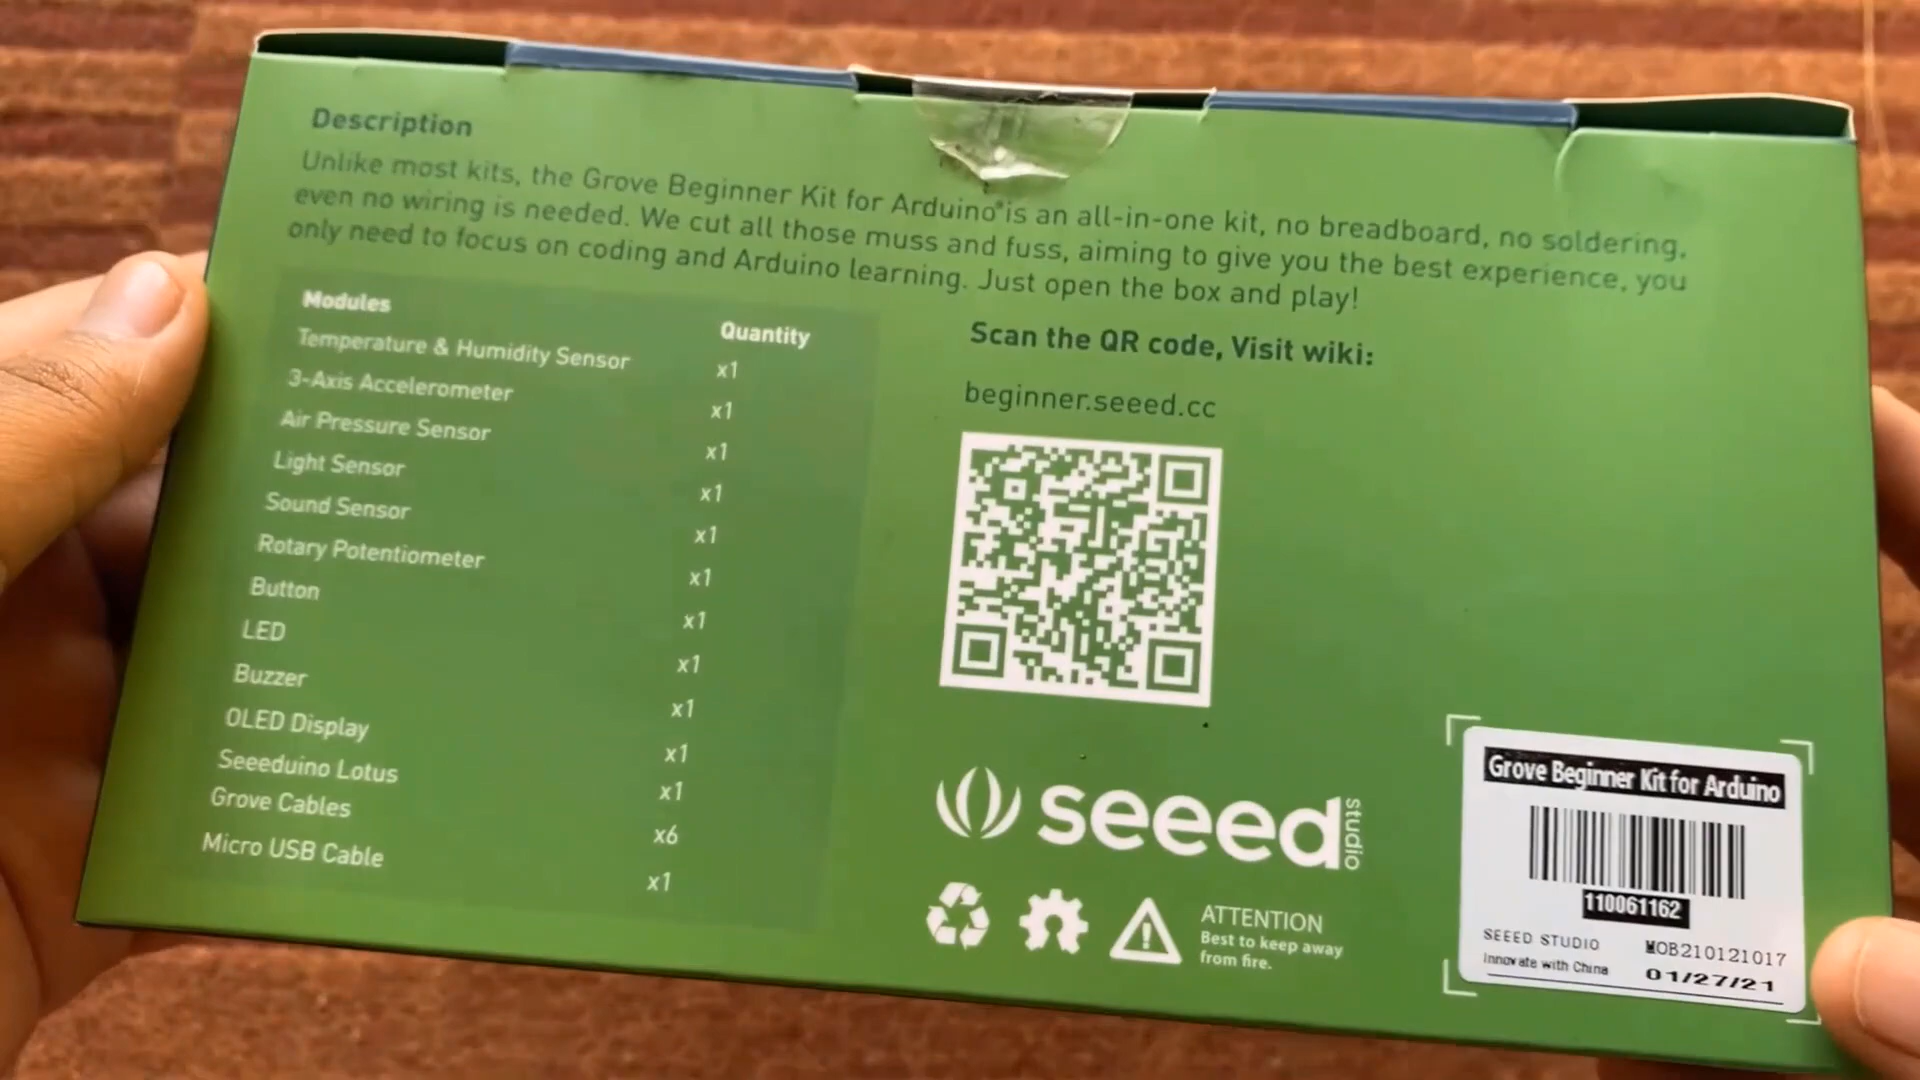 Description
Unlike most kits, the Grove Beginner Kit for Arduino® is an all-in-one kit, no breadboard, no soldering,
even no wiring is needed. We cut all those muss and fuss, aiming to give you the best experience, you
only need to focus on coding and Arduino learning. Just open the box and play!
Modules Quantity
Temperature & Humidity Sensor x1
3-Axis Accelerometer x1
Air Pressure Sensor x1
Light Sensor x1
Sound Sensor x1
Rotary Potentiometer x1
Button x1
LED x1
Buzzer x1
OLED Display x1
Seeeduino Lotus x1
Grove Cables x6
Micro USB Cable x1
Scan the QR code, Visit wiki:
beginner.seeed.cc
seeed studio
ATTENTION
Best to keep away
from fire.
Grove Beginner Kit for Arduino
110061162
SEEED STUDIO MOB210121017
Innovate with China 01/27/21